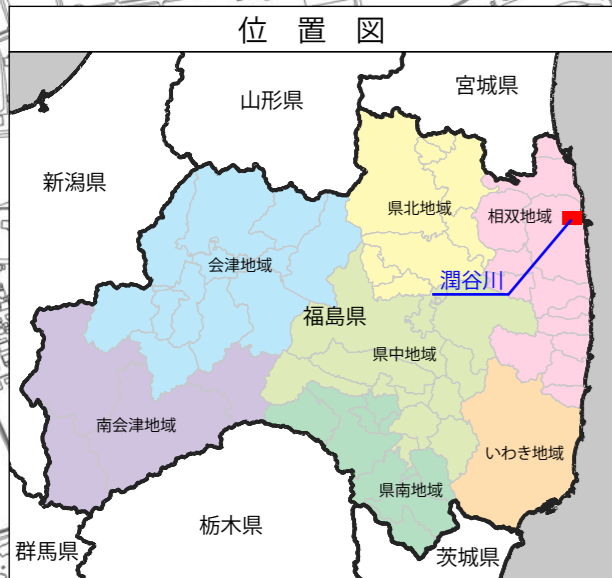 位置図
宮城県
山形県
新潟県
県北地域
相双地域
会津地域
潤谷川
福島県
県中地域
南会津地域
いわき地域
県南地域
栃木県
群馬県
茨城県